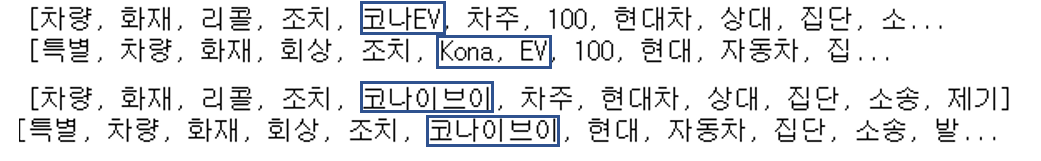 [차량, 화재, 리콜, 조치, 코나EV, 차주, 100, 현대차, 상대, 집단, 소...
[특별, 차량, 화재, 회상, 조치, Kona, EV, 100, 현대, 자동차, 집...
[차량, 화재, 리콜, 조치, 코나이브이, 차주, 현대차, 상대, 집단, 소송, 제기]
[특별, 차량, 화재, 회상, 조치, 코나이브이, 현대, 자동차, 집단, 소송, 발...